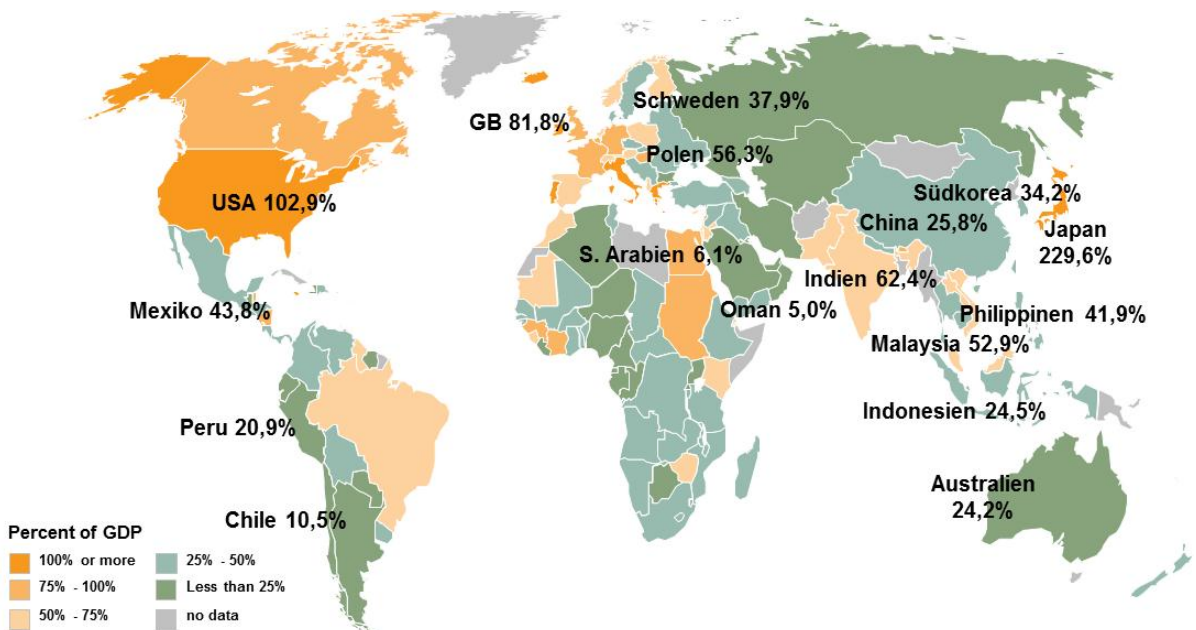 Schweden 37,9%
GB 81,8%
Polen 56,3%
USA 102,9%
Südkorea 34,2%
China 25,8%
Japan
229,6%
S. Arabien 6,1%
Indien 62,4%
Mexiko 43,8%
Oman 5,0%
Philippinen 41,9%
Malaysia 52,9%
Indonesien 24,5%
Peru 20,9%
Australien
24,2%
Chile 10,5%
Percent of GDP
100% or more
75% - 100%
50% - 75%
25% - 50%
Less than 25%
no data